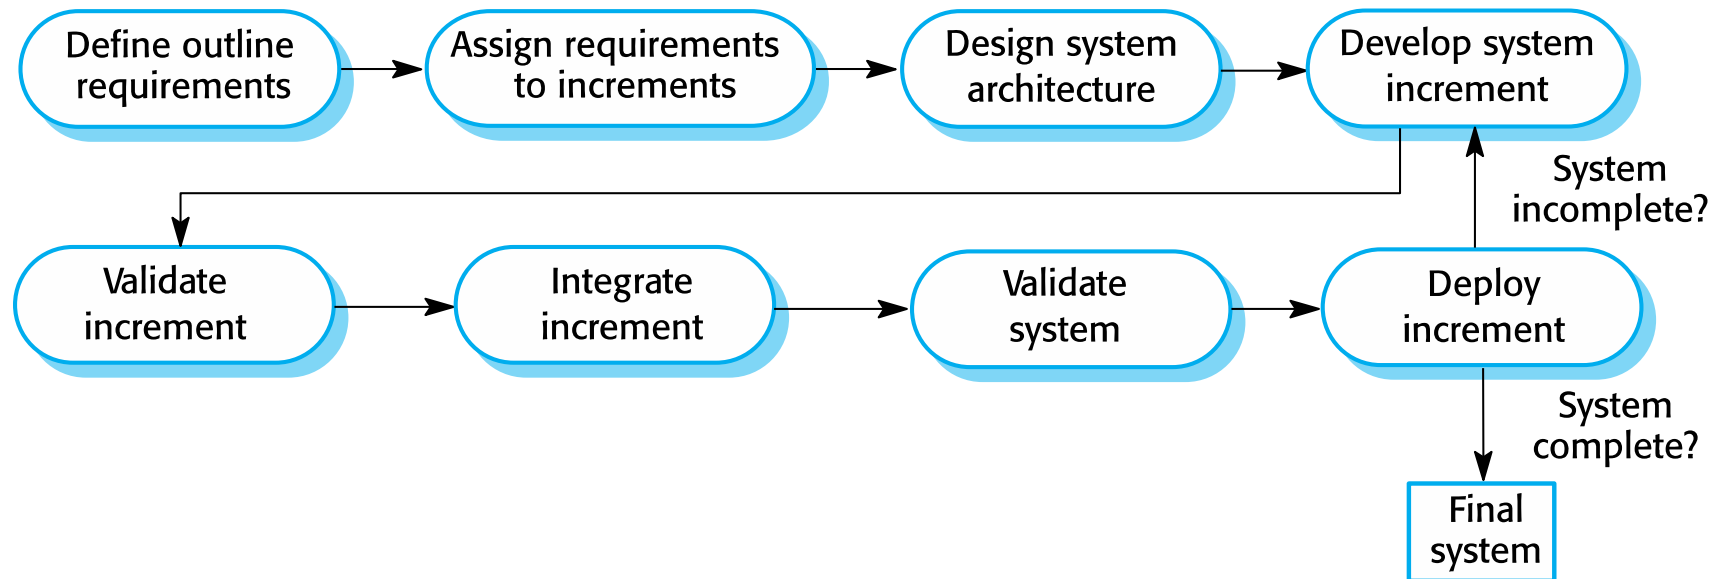 Define outline
requirements
Assign requirements
to increments
Design system
architecture
Develop system
increment
System
incomplete?
Validate
increment
Integrate
increment
Validate
system
Deploy
increment
System
complete?
Final
system